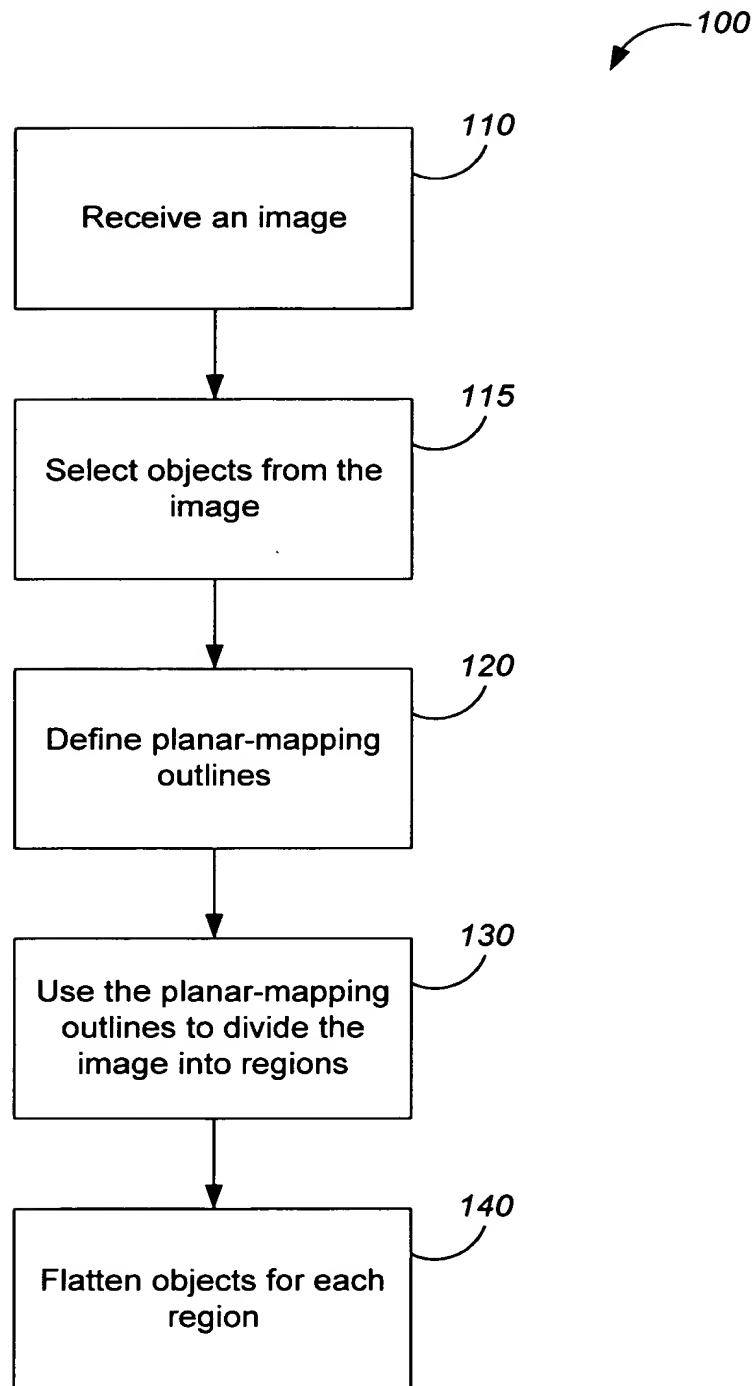 100
110
Receive an image
115
Select objects from the
image
120
Define planar-mapping
outlines
130
Use the planar-mapping
outlines to divide the
image into regions
140
Flatten objects for each
region